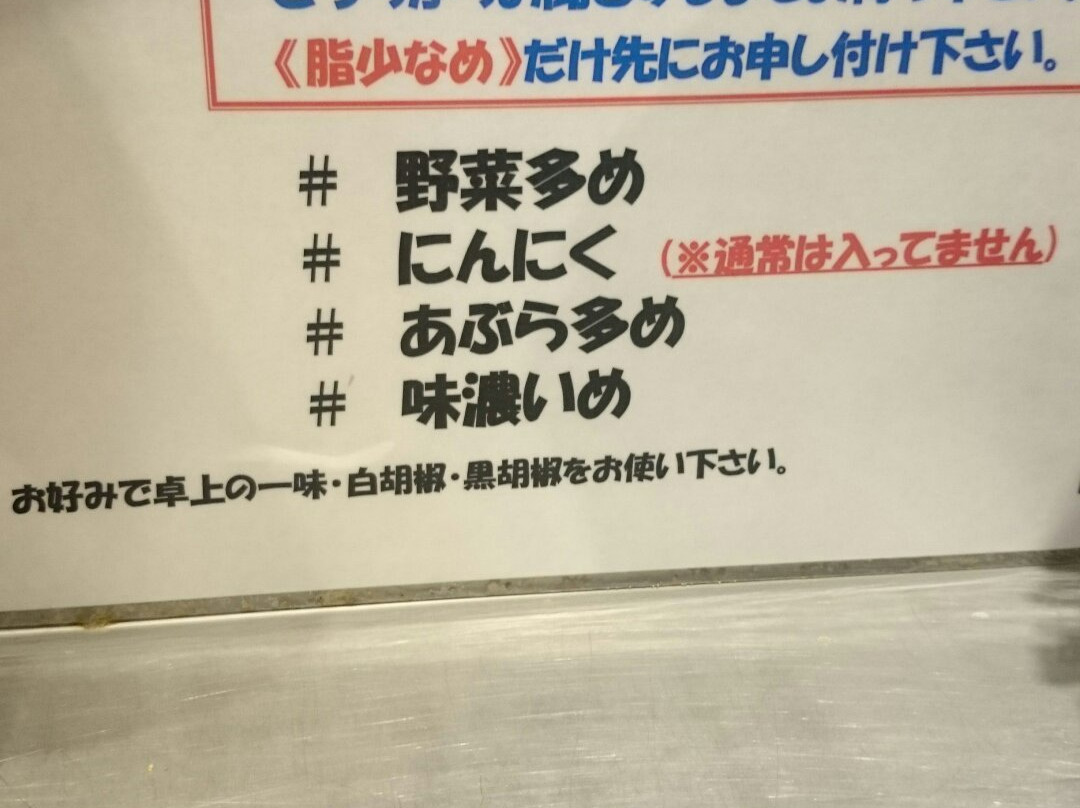 《脂少なめ》だけ先にお申し付け下さい。
# 野菜多め
# にんにく (※通常は入ってません)
# あぶら多め
# 味濃いめ
お好みで卓上の一味・白胡椒・黒胡椒をお使い下さい。